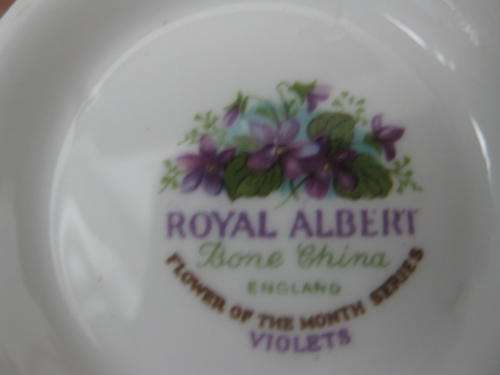 ROYAL ALBERT
Bone China
ENGLAND
FLOWER OF THE MONTH SERIES
VIOLETS